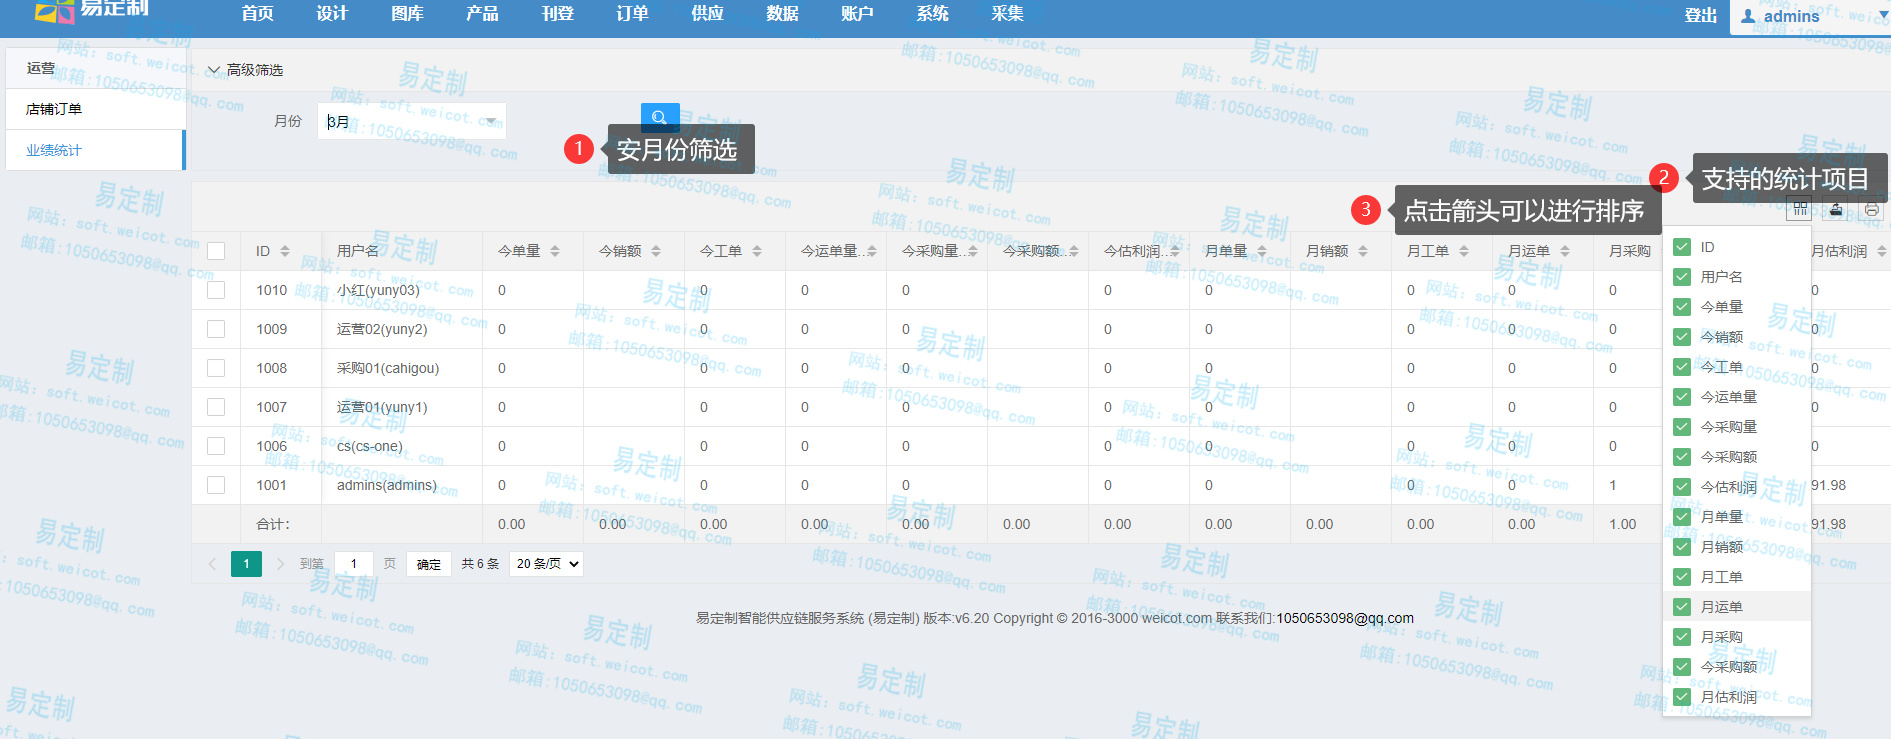 易定制
首页 设计 图库 产品 刊登 订单 供应 数据 账户 系统 采集
登出 admins
运营
店铺订单
业绩统计
高级筛选
月份 3月
1 安月份筛选
2 支持的统计项目
3 点击箭头可以进行排序
ID 用户名 今单量 今销额 今工单 今运单量... 今采购量... 今采购额... 今估利润... 月单量 月销额 月工单 月运单 月采购 月估利润
1010 小红(yuny03) 0 0 0 0 0 0 0 0 0 0
1009 运营02(yuny2) 0 0 0 0 0 0 0 0 0 0
1008 采购01(cahigou) 0 0 0 0 0 0 0 0 0 0
1007 运营01(yuny1) 0 0 0 0 0 0 0 0 0 0
1006 cs(cs-one) 0 0 0 0 0 0 0 0 0 0
1001 admins(admins) 0 0 0 0 0 0 0 0 1 91.98
合计： 0.00 0.00 0.00 0.00 0.00 0.00 0.00 0.00 0.00 0.00 0.00 1.00 91.98
ID
用户名
今单量
今销额
今工单
今运单量
今采购量
今采购额
今估利润
月单量
月销额
月工单
月运单
月采购
今采购额
月估利润
1 到第 1 页 确定 共 6 条 20 条/页
易定制智能供应链服务系统 (易定制) 版本:v6.20 Copyright © 2016-3000 weicot.com 联系我们:1050653098@qq.com
易定制
网站: soft.weicot.com
邮箱:1050653098@qq.com